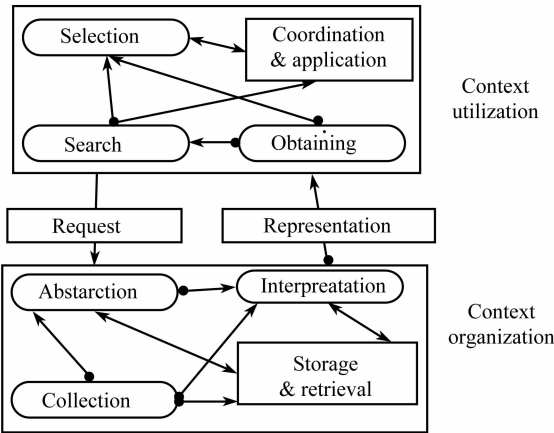 Selection
Coordination
& application
Context
utilization
Search
Obtaining
Request
Representation
Abstarction
Interpreatation
Context
organization
Storage
& retrieval
Collection